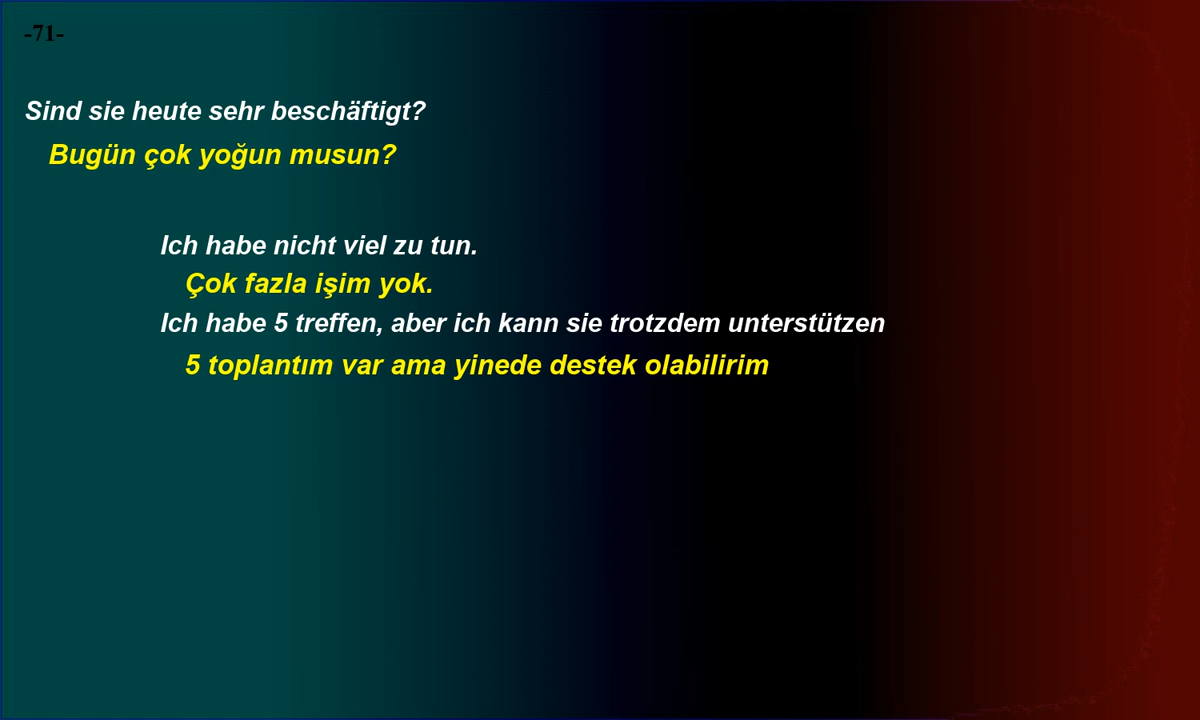 -71-
Sind sie heute sehr beschäftigt?
Bugün çok yoğun musun?
Ich habe nicht viel zu tun.
Çok fazla işim yok.
Ich habe 5 treffen, aber ich kann sie trotzdem unterstützen
5 toplantım var ama yinede destek olabilirim